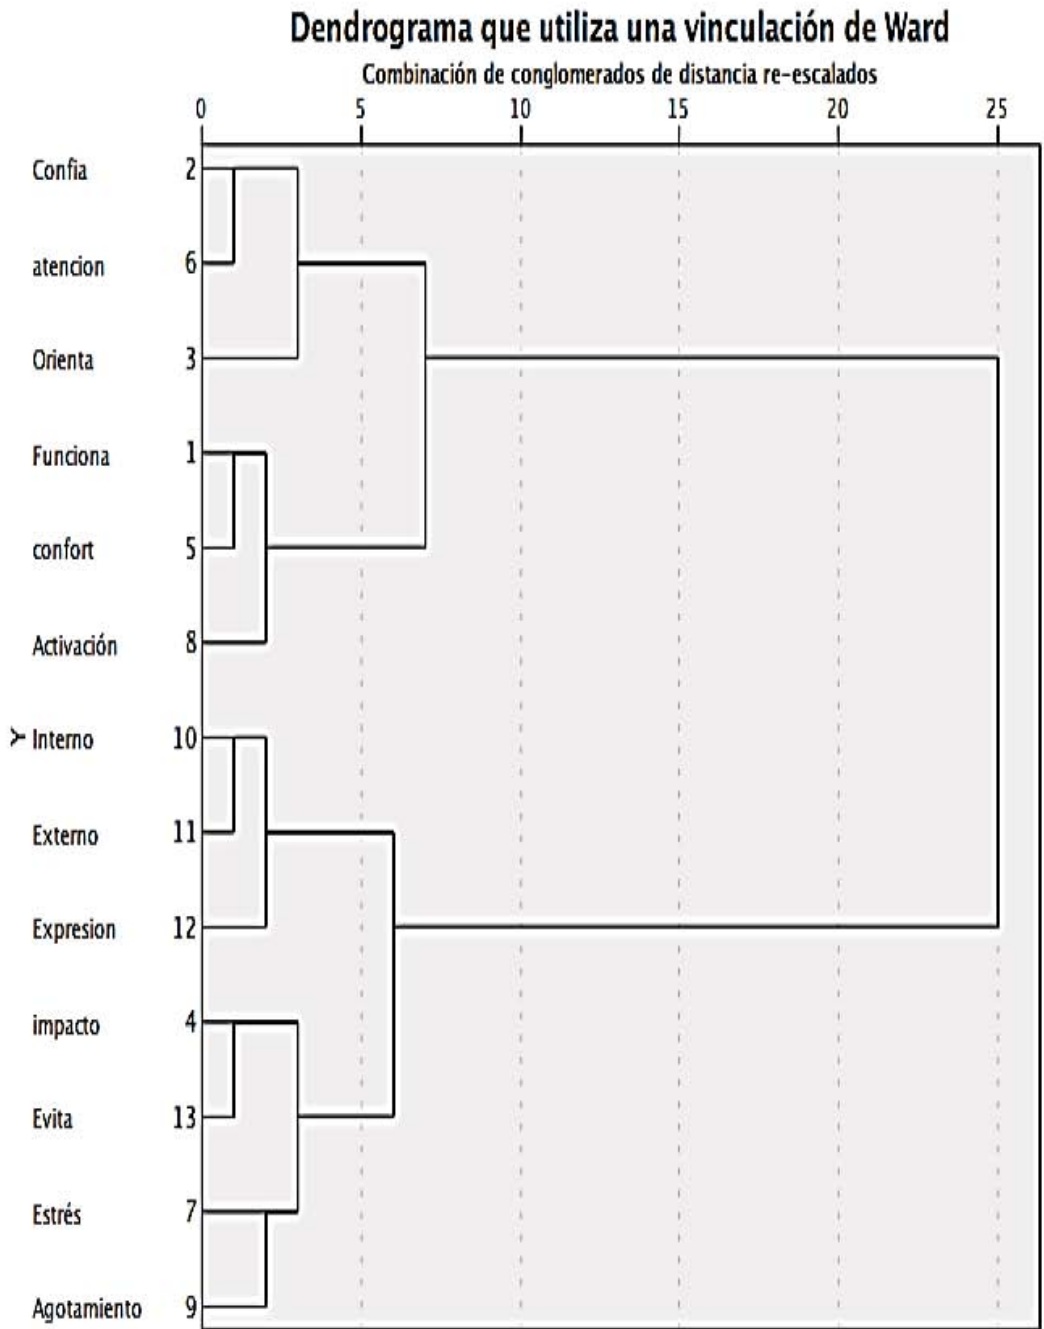 Dendrograma que utiliza una vinculación de Ward
Combinación de conglomerados de distancia re-escalados
0 5 10 15 20 25
Confia 2
atencion 6
Orienta 3
Funciona 1
confort 5
Activación 8
Y Interno 10
Externo 11
Expresion 12
impacto 4
Evita 13
Estrés 7
Agotamiento 9